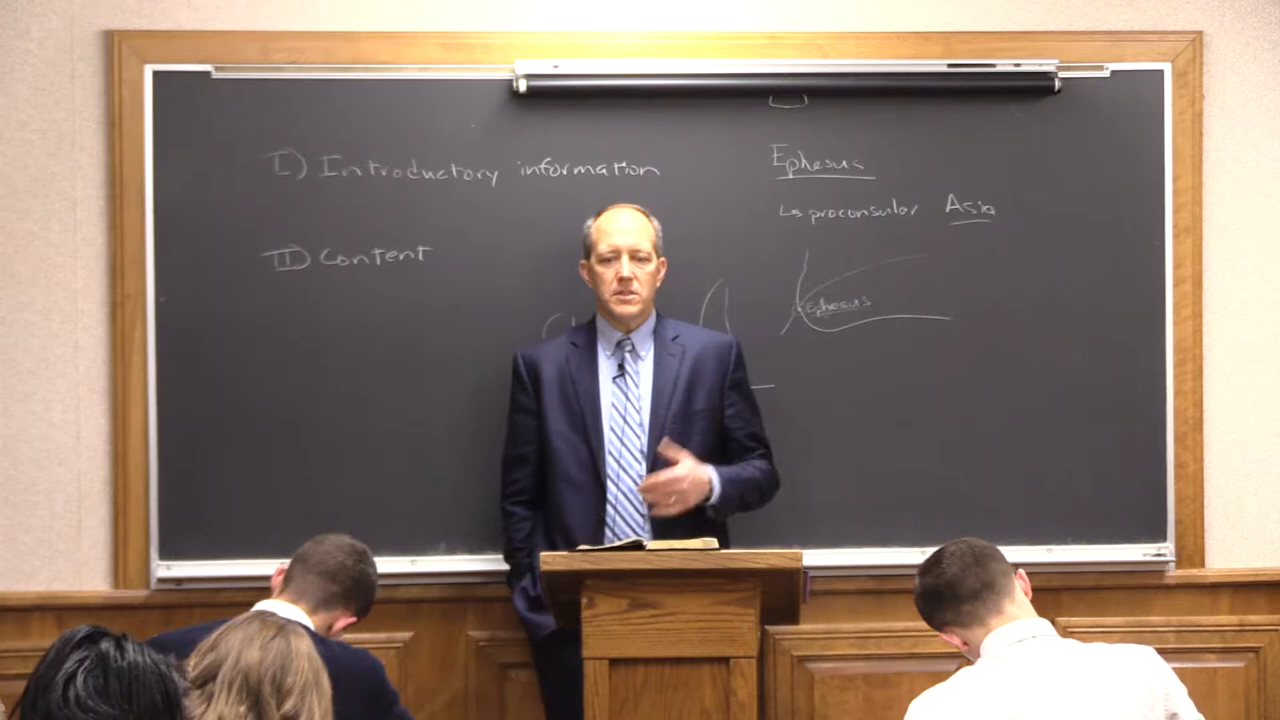 I) Introductory information
II) Content
Ephesus
↳ proconsular Asia
Ephesus